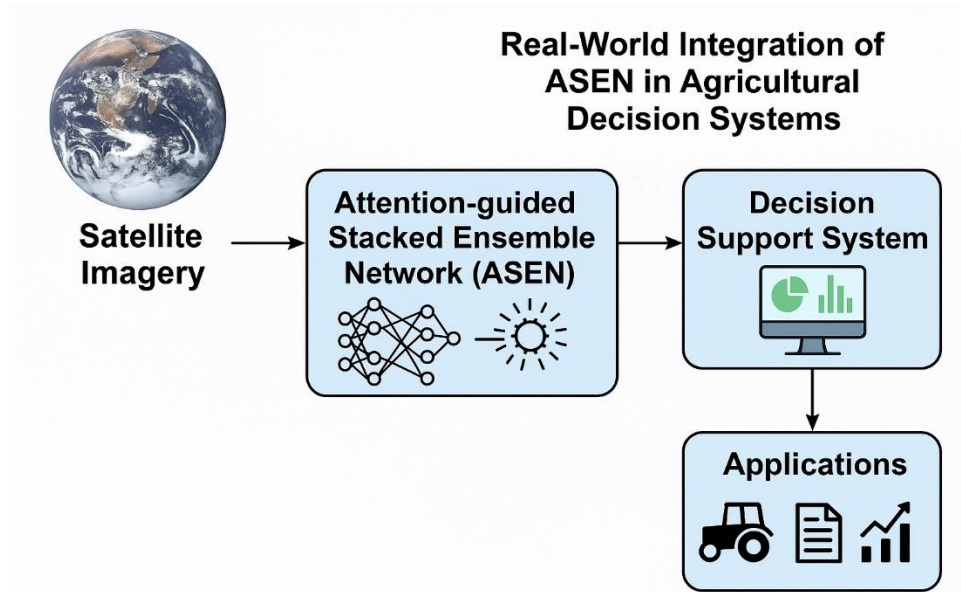 Real-World Integration of
ASEN in Agricultural
Decision Systems
Satellite
Imagery
Attention-guided
Stacked Ensemble
Network (ASEN)
Decision
Support System
Applications